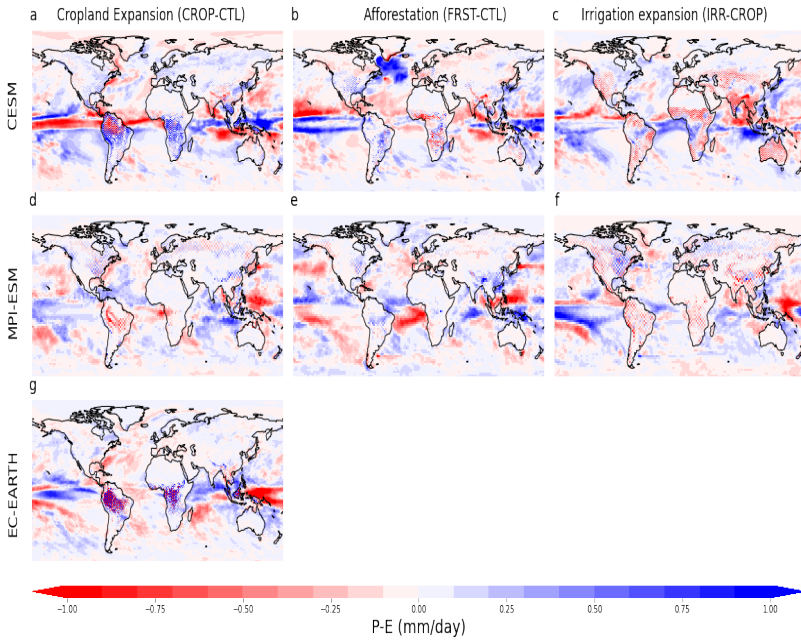 a Cropland Expansion (CROP-CTL)
b Afforestation (FRST-CTL)
c Irrigation expansion (IRR-CROP)
CESM
d
e
f
MPI-ESM
g
EC-EARTH
−1.00 −0.75 −0.50 −0.25 0.00 0.25 0.50 0.75 1.00
P-E (mm/day)